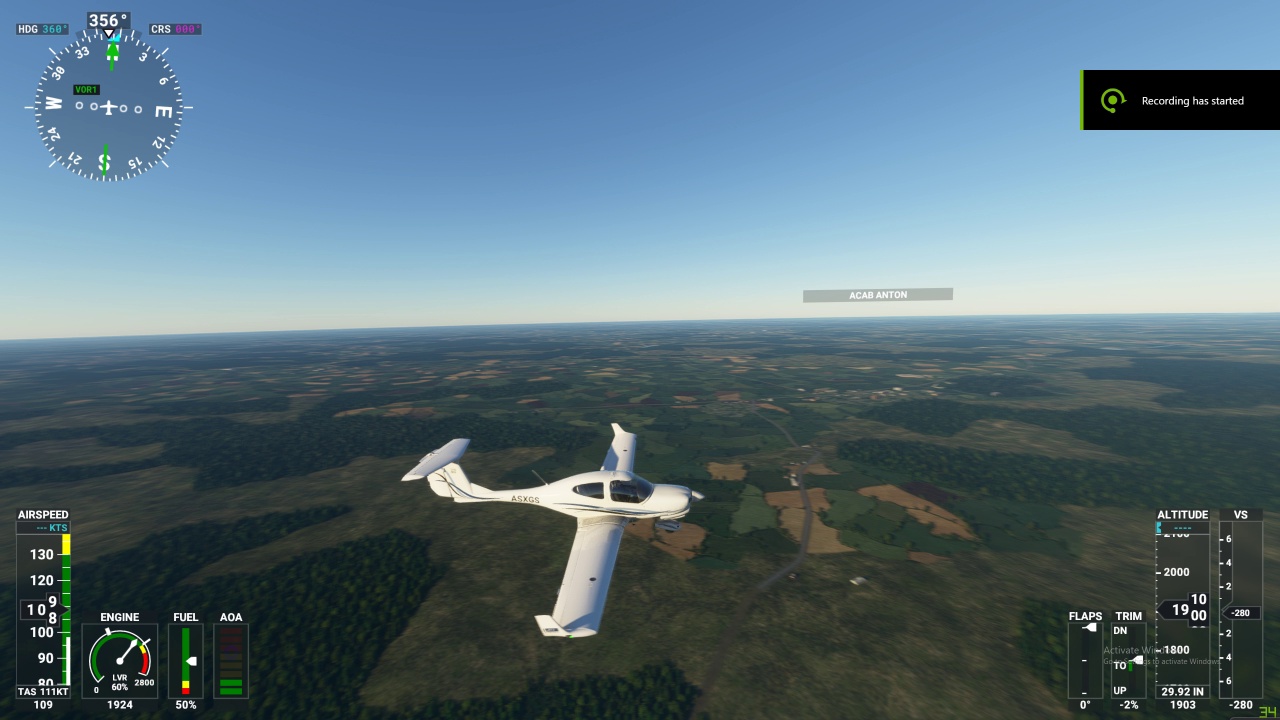 356°
HDG 360°
CRS 000°
33
3
30
6
VOR1
W
E
24
12
21
S
15
Recording has started
ACAB ANTON
ASXGS
AIRSPEED
--- KTS
130
120
10 9
8
100
90
80
TAS 111KT
109
ENGINE
LVR
60%
0
2800
1924
FUEL
50%
AOA
FLAPS
0°
TRIM
DN
TO
UP
-2%
ALTITUDE
----
2100
2000
19 10
00
1800
29.92 IN
1903
VS
6
4
2
-280
2
4
6
-280
Activate Windows
Go to Settings to activate Windows.
34